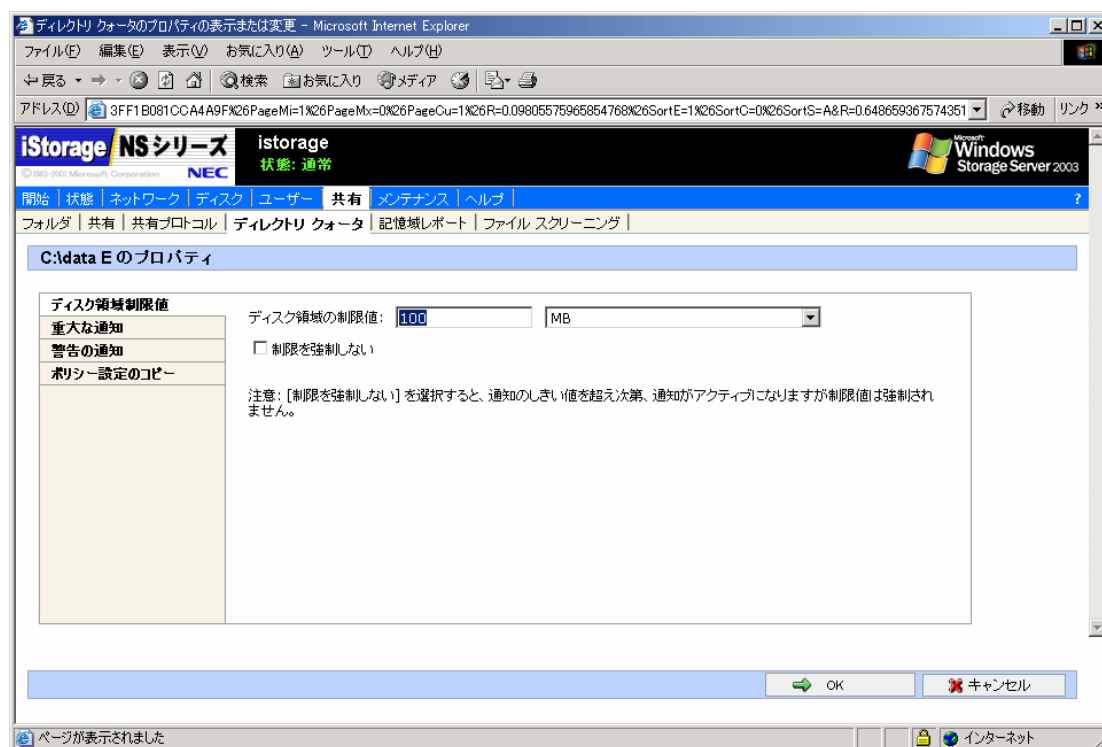 ディレクトリ クォータのプロパティの表示または変更 - Microsoft Internet Explorer
ファイル(F) 編集(E) 表示(V) お気に入り(A) ツール(T) ヘルプ(H)
戻る 検索 お気に入り メディア
アドレス(D) 3FF1B081CCA4A9F%26PageMi=1%26PageMx=0%26PageCu=1%26R=0.09805575965854768%26SortE=1%26SortC=0%26SortS=A&R=0.648659367574351 移動 リンク »
iStorage NSシリーズ istorage Microsoft Windows Storage Server 2003
状態: 通常
© 1983-2001 Microsoft Corporation NEC
開始 状態 ネットワーク ディスク ユーザー 共有 メンテナンス ヘルプ ?
フォルダ 共有 共有プロトコル ディレクトリ クォータ 記憶域レポート ファイル スクリーニング
C:\data E のプロパティ
ディスク領域制限値
重大な通知
警告の通知
ポリシー設定のコピー
ディスク領域の制限値: 100 MB
制限を強制しない
注意: [制限を強制しない] を選択すると、通知のしきい値を超え次第、通知がアクティブになりますが制限値は強制され
ません。
OK キャンセル
ページが表示されました インターネット